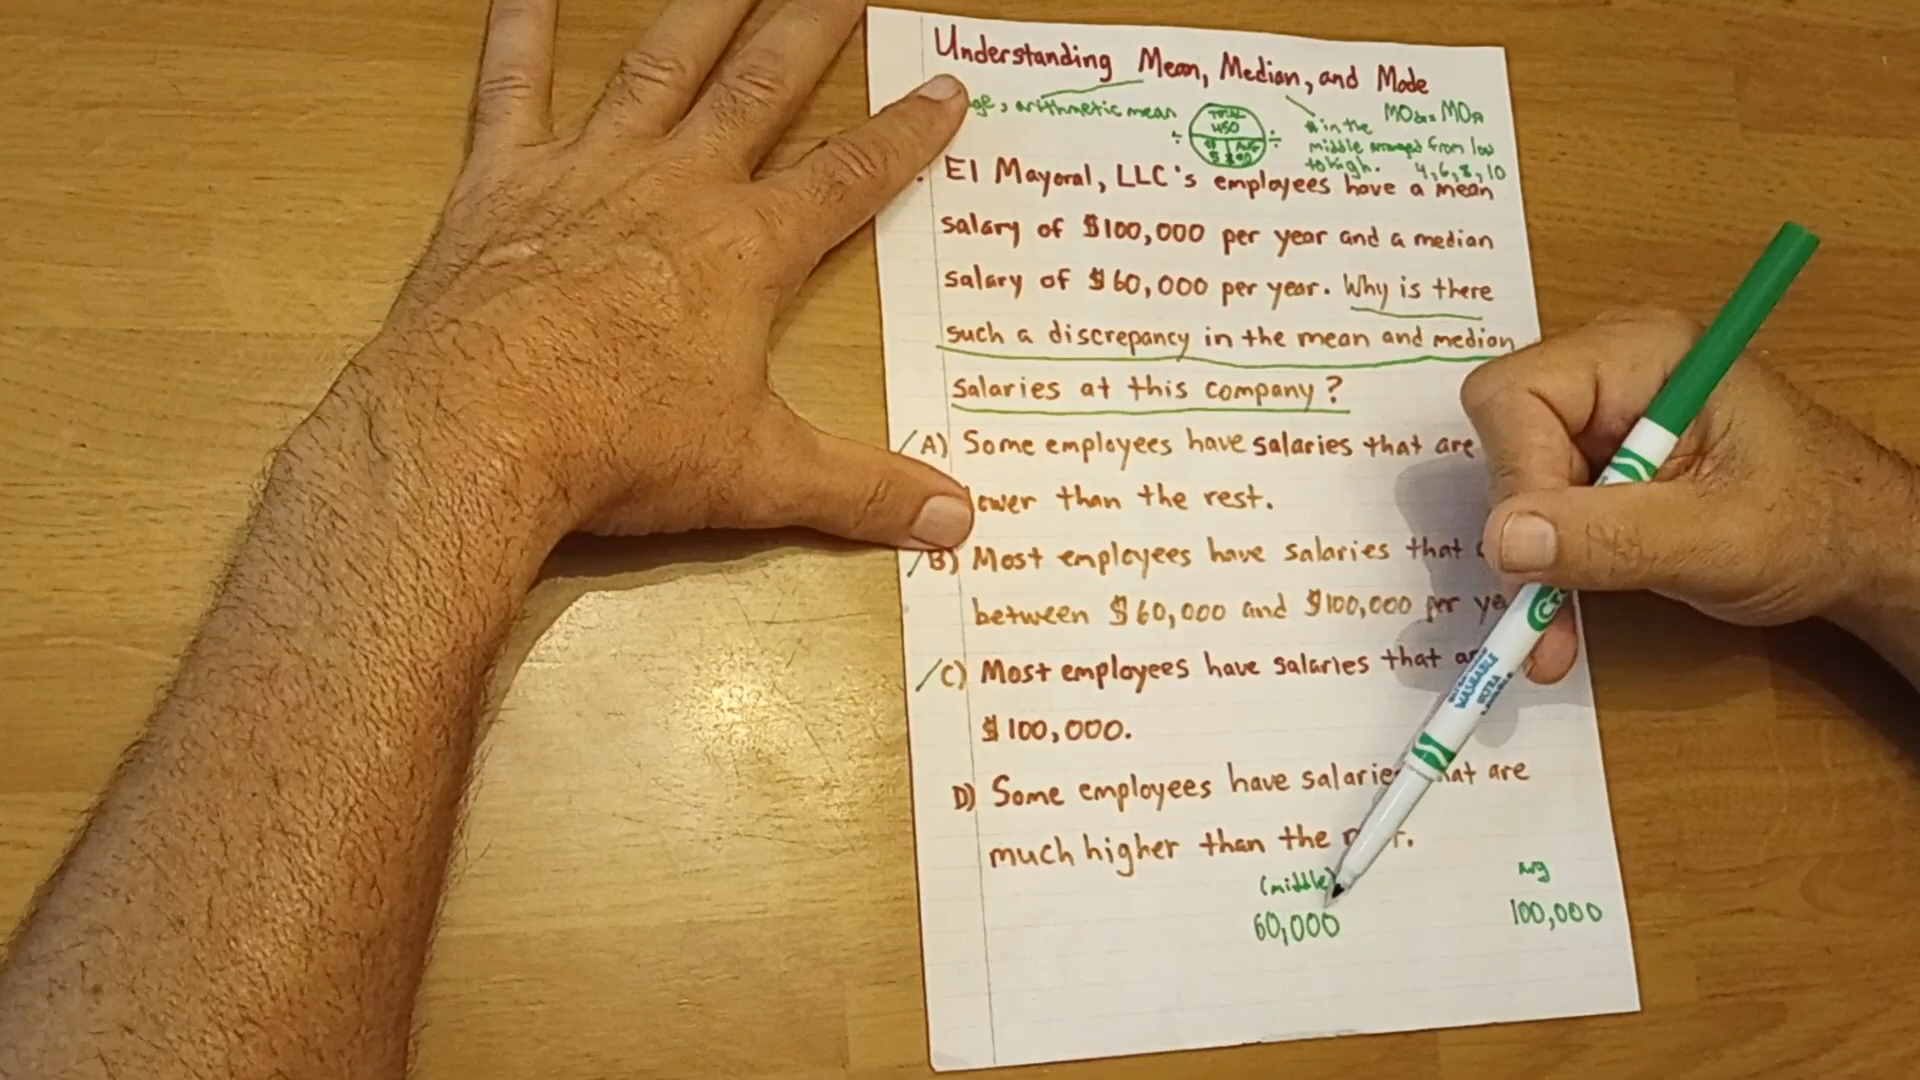 Understanding Mean, Median, and Mode
ge, arithmetic mean
TOTAL
450
÷ ÷
# in the
middle arranged from low
to high. 4,6,8,10
El Mayoral, LLC's employees have a mean
salary of $100,000 per year and a median
salary of $60,000 per year. Why is there
such a discrepancy in the mean and median
salaries at this company?
A) Some employees have salaries that are
lower than the rest.
B) Most employees have salaries that
between $60,000 and $100,000 per ye
C) Most employees have salaries that
$100,000.
D) Some employees have salaries that are
much higher than the
(middle) avg
60,000 100,000